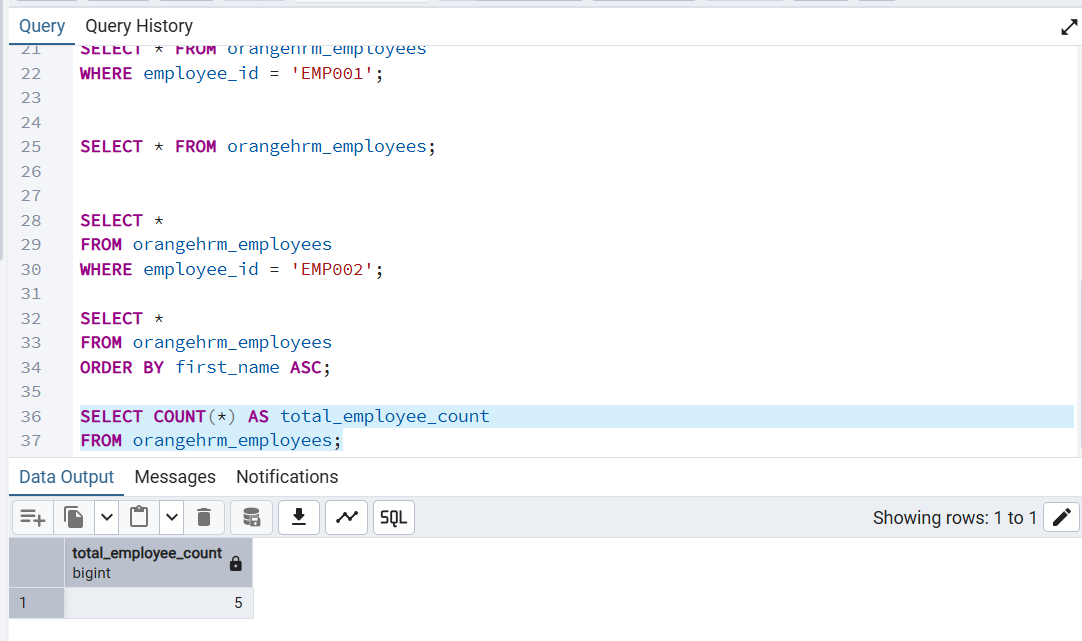 Query Query History
21 SELECT * FROM orangehrm_employees
22 WHERE employee_id = 'EMP001';
23
24
25 SELECT * FROM orangehrm_employees;
26
27
28 SELECT *
29 FROM orangehrm_employees
30 WHERE employee_id = 'EMP002';
31
32 SELECT *
33 FROM orangehrm_employees
34 ORDER BY first_name ASC;
35
36 SELECT COUNT(*) AS total_employee_count
37 FROM orangehrm_employees;
Data Output Messages Notifications
SQL Showing rows: 1 to 1
total_employee_count
bigint
1 5